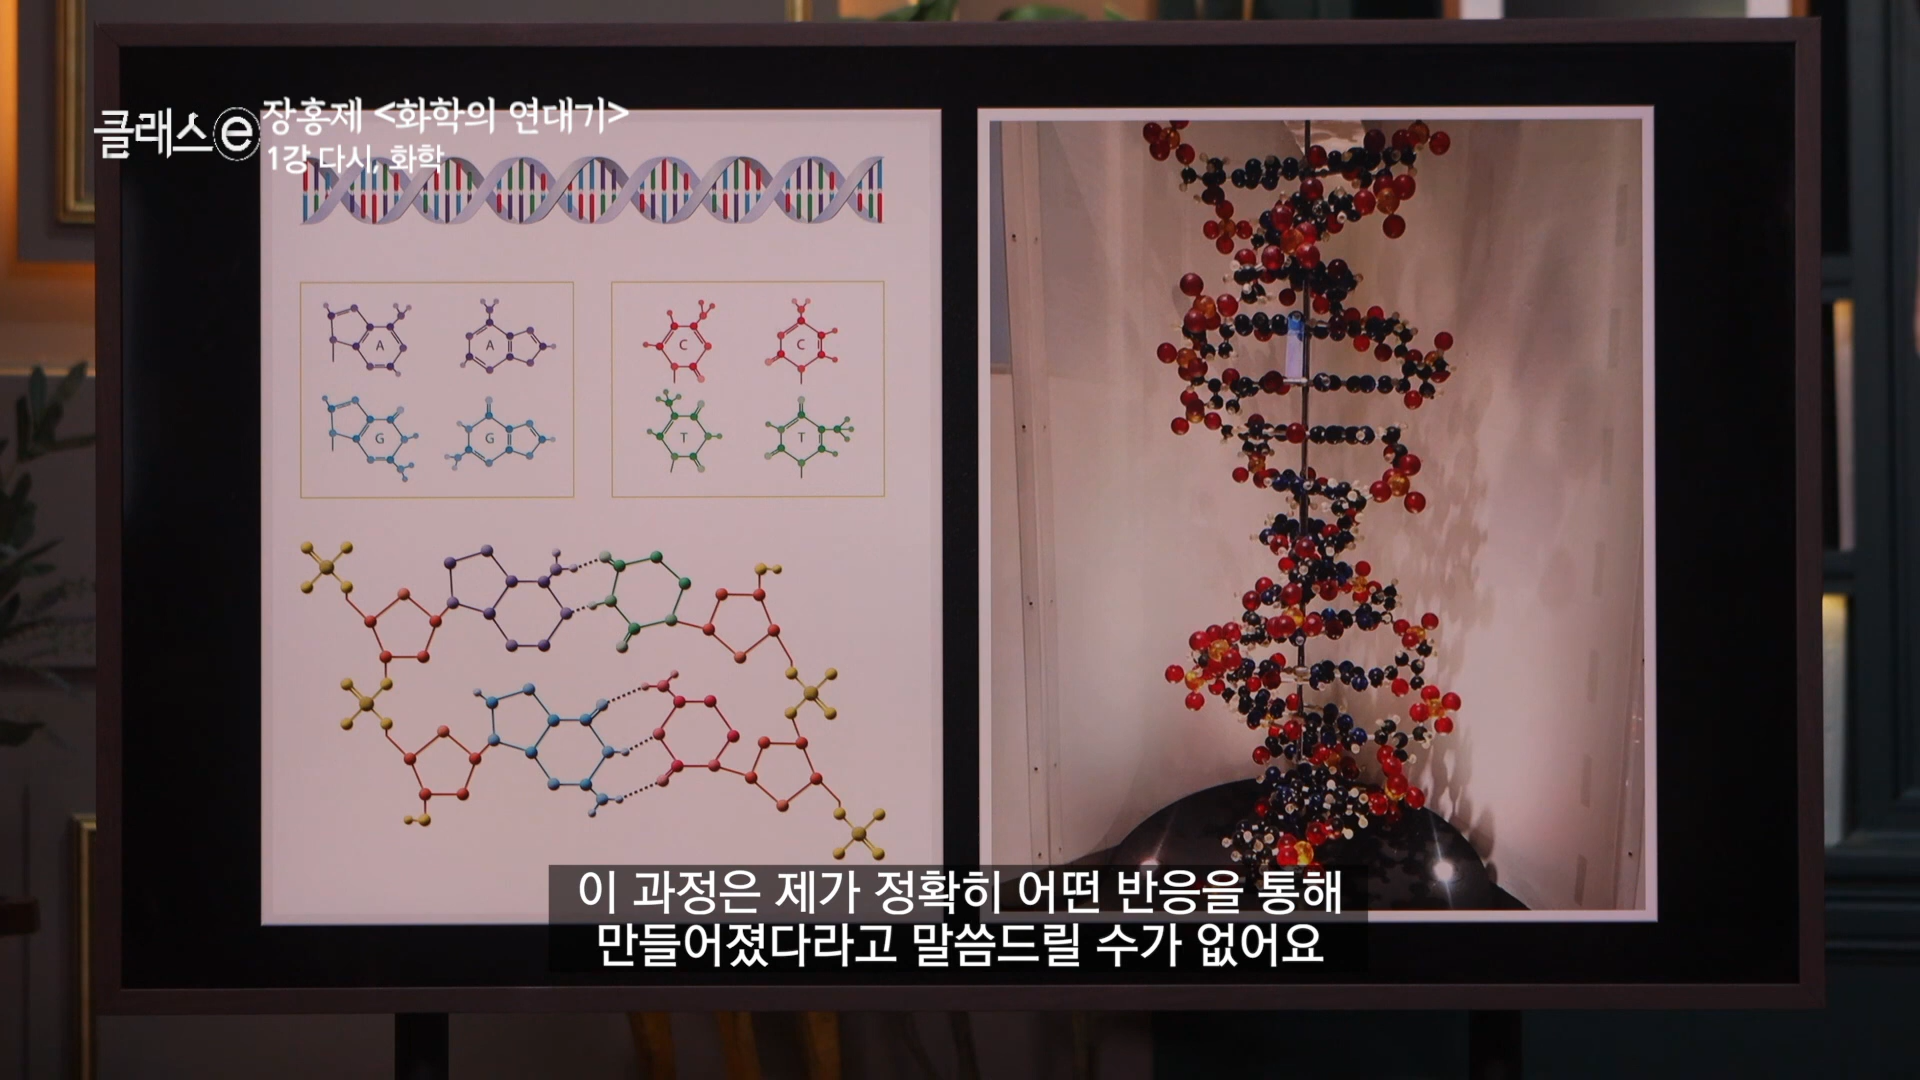 클래스e
장홍제 <화학의 연대기>
1강 다시, 화학
A
A
C
C
G
G
T
T
이 과정은 제가 정확히 어떤 반응을 통해
만들어졌다라고 말씀드릴 수가 없어요